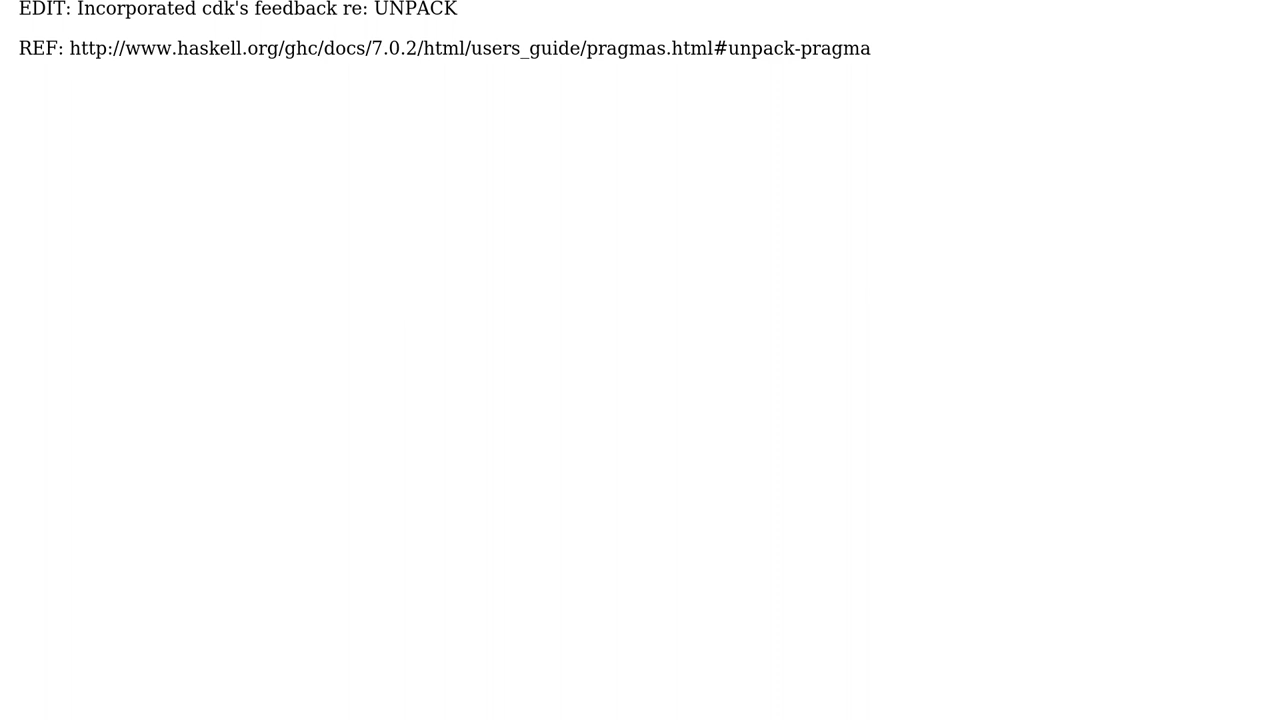 EDIT: Incorporated cdk's feedback re: UNPACK
REF: http://www.haskell.org/ghc/docs/7.0.2/html/users_guide/pragmas.html#unpack-pragma